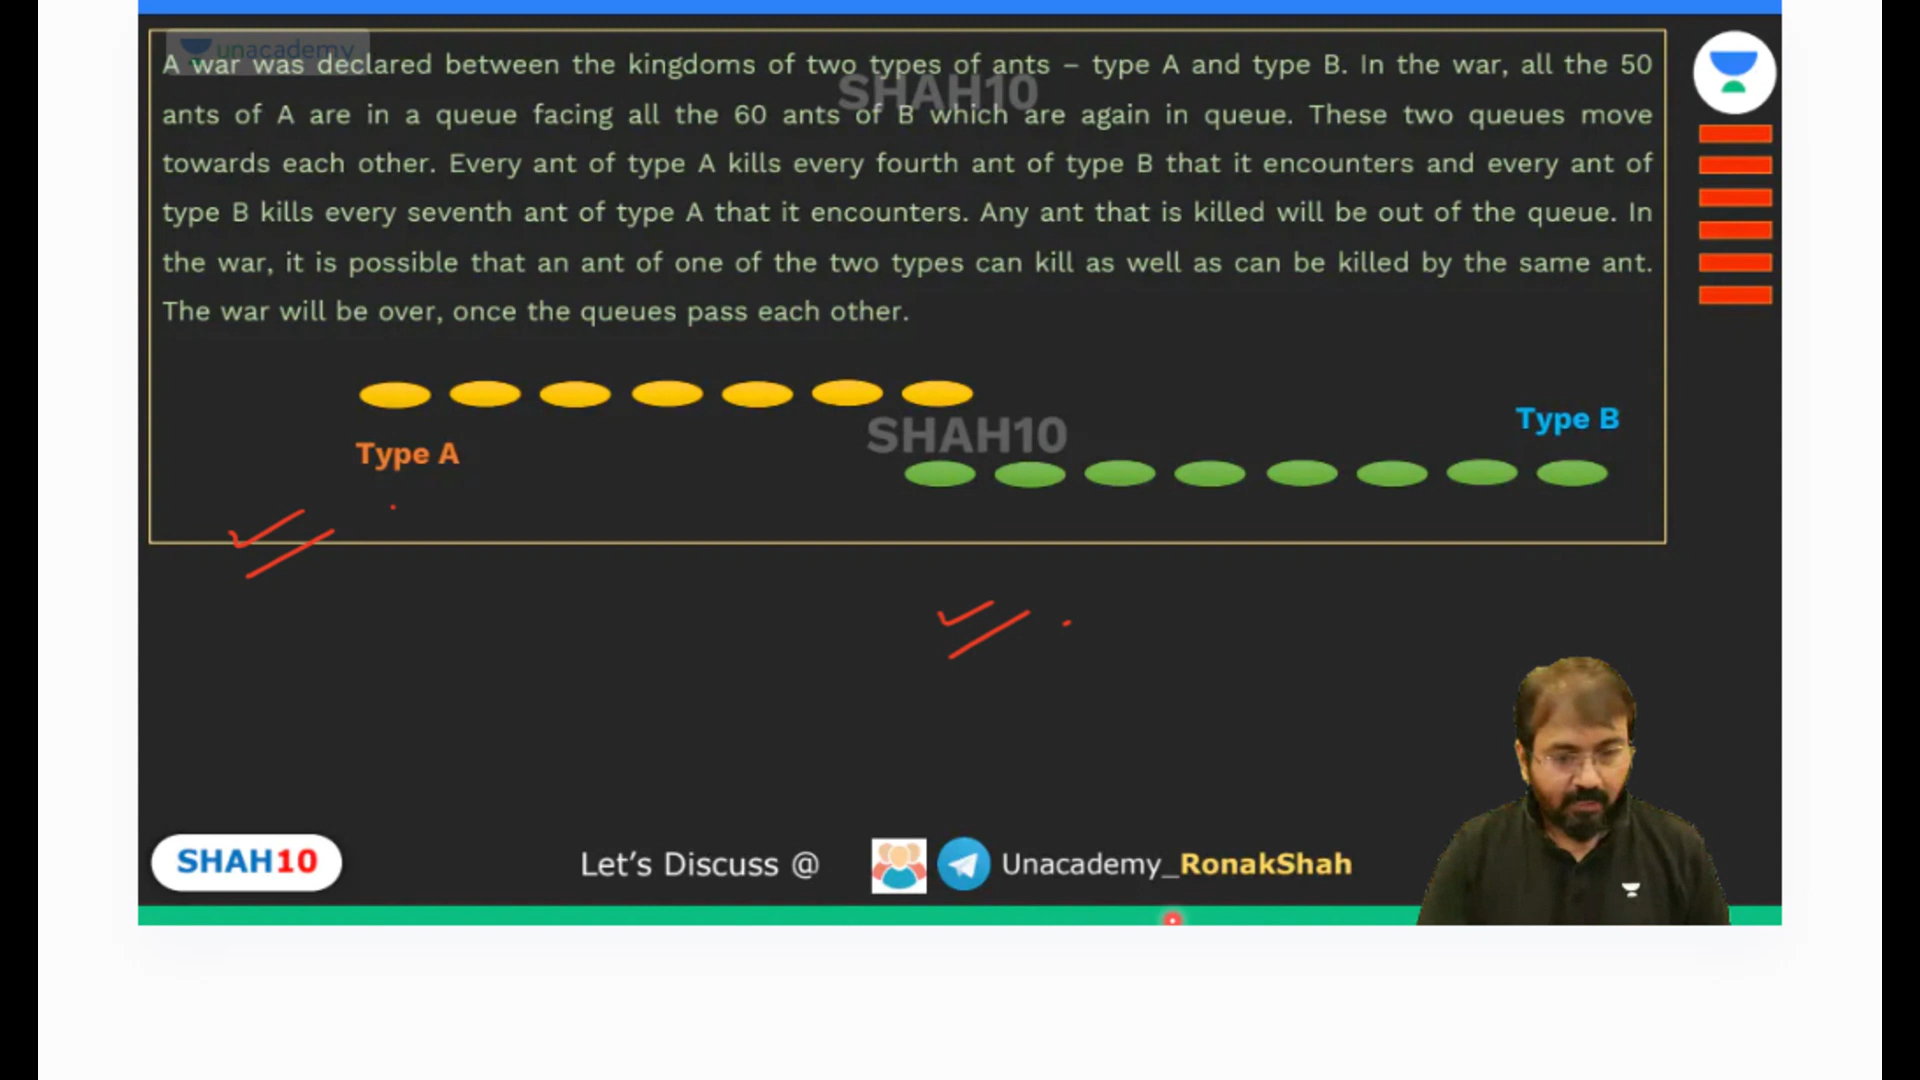 unacademy
A war was declared between the kingdoms of two types of ants – type A and type B. In the war, all the 50
SHAH10
ants of A are in a queue facing all the 60 ants of B which are again in queue. These two queues move
towards each other. Every ant of type A kills every fourth ant of type B that it encounters and every ant of
type B kills every seventh ant of type A that it encounters. Any ant that is killed will be out of the queue. In
the war, it is possible that an ant of one of the two types can kill as well as can be killed by the same ant.
The war will be over, once the queues pass each other.
Type B
SHAH10
Type A
SHAH10
Let’s Discuss @
Unacademy_RonakShah